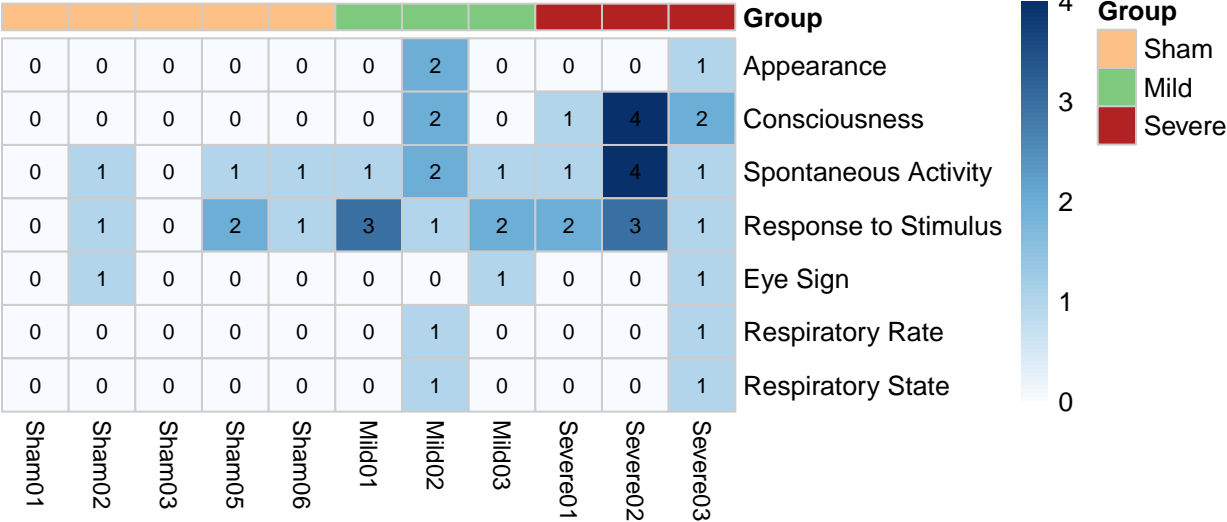 Group
0 0 0 0 0 0 2 0 0 0 1 Appearance
0 0 0 0 0 0 2 0 1 4 2 Consciousness
0 1 0 1 1 1 2 1 1 4 1 Spontaneous Activity
0 1 0 2 1 3 1 2 2 3 1 Response to Stimulus
0 1 0 0 0 0 0 1 0 0 1 Eye Sign
0 0 0 0 0 0 1 0 0 0 1 Respiratory Rate
0 0 0 0 0 0 1 0 0 0 1 Respiratory State
Sham01
Sham02
Sham03
Sham05
Sham06
Mild01
Mild02
Mild03
Severe01
Severe02
Severe03
4
3
2
1
0
Group
Sham
Mild
Severe